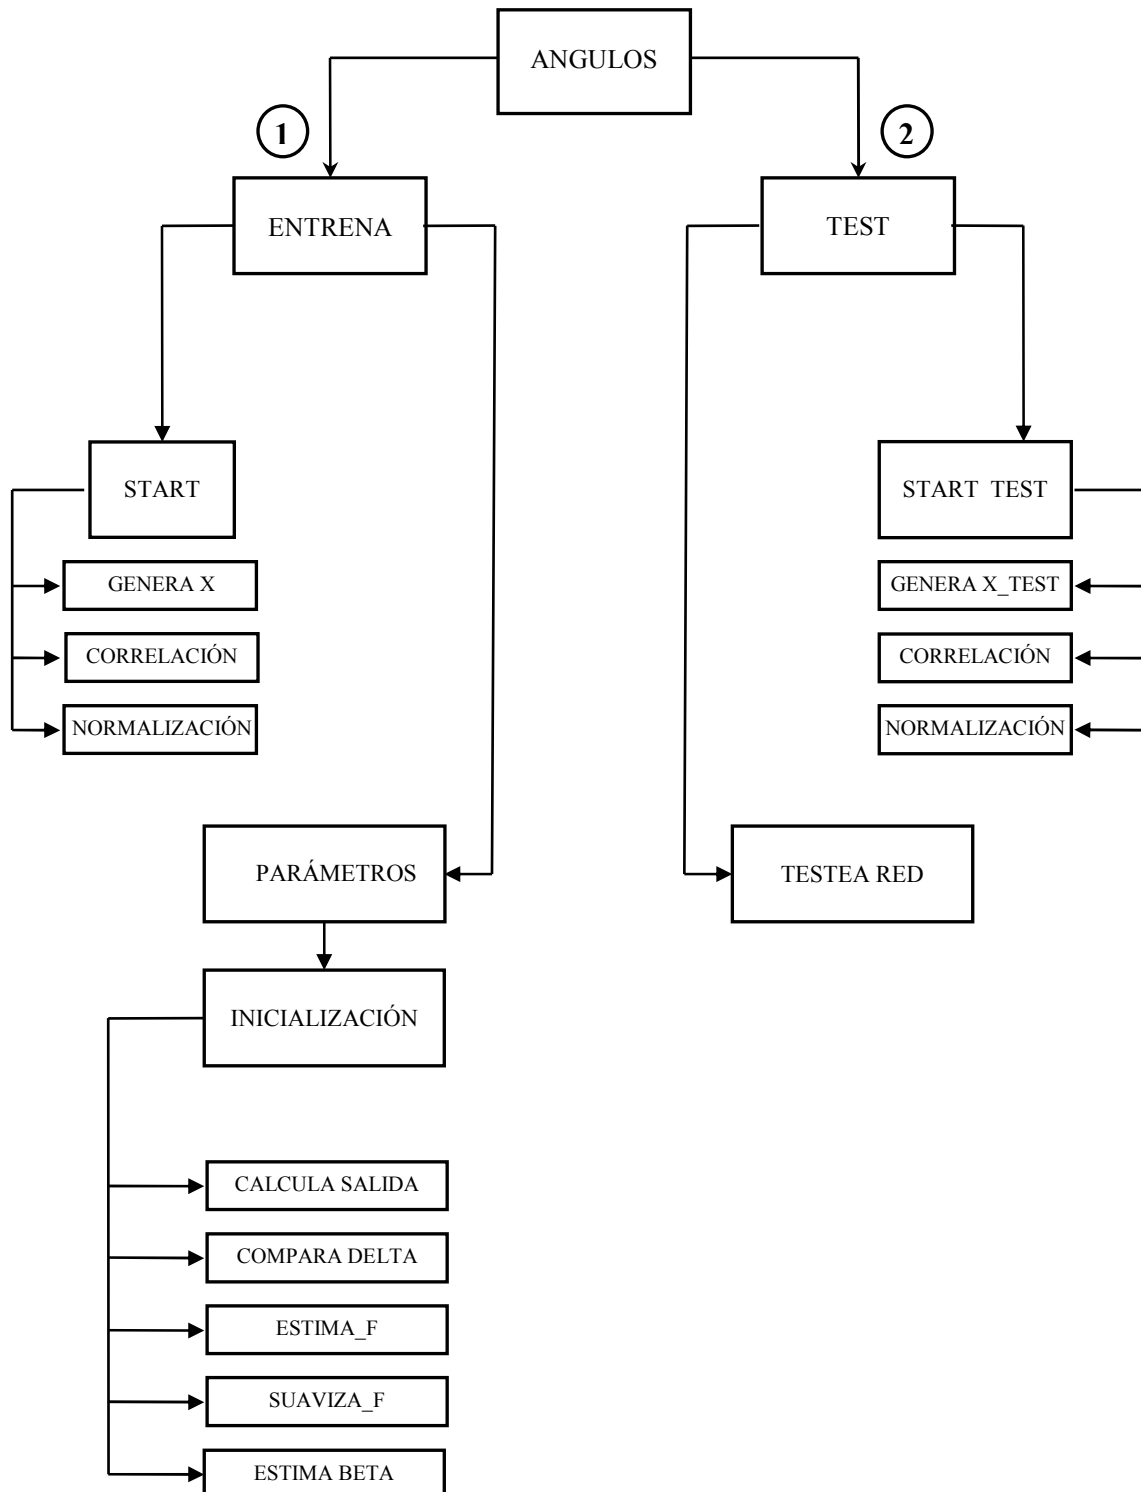 ANGULOS
1
2
ENTRENA
TEST
START
START TEST
GENERA X
GENERA X_TEST
CORRELACIÓN
CORRELACIÓN
NORMALIZACIÓN
NORMALIZACIÓN
PARÁMETROS
TESTEA RED
INICIALIZACIÓN
CALCULA SALIDA
COMPARA DELTA
ESTIMA_F
SUAVIZA_F
ESTIMA BETA